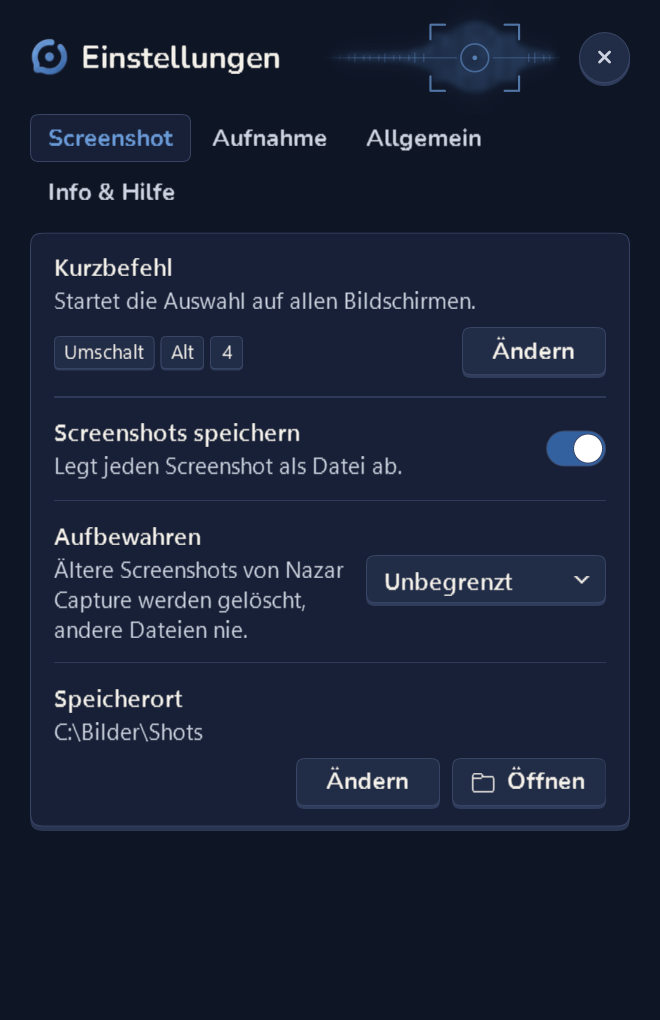 Einstellungen
Screenshot Aufnahme Allgemein
Info & Hilfe
Kurzbefehl
Startet die Auswahl auf allen Bildschirmen.
Umschalt Alt 4 Ändern
Screenshots speichern
Legt jeden Screenshot als Datei ab.
Aufbewahren
Ältere Screenshots von Nazar
Capture werden gelöscht,
andere Dateien nie.
Unbegrenzt
Speicherort
C:\Bilder\Shots
Ändern Öffnen